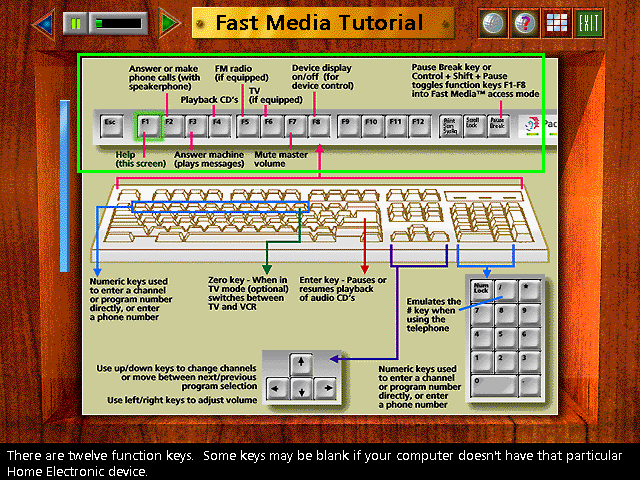 Fast Media Tutorial
EXIT
Answer or make
phone calls (with
speakerphone)
FM radio
(if equipped)
TV
(if equipped)
Playback CD's
Device display
on/off (for
device control)
Pause Break key or
Control + Shift + Pause
toggles function keys F1-F8
into Fast Media™ access mode
Esc F1 F2 F3 F4 F5 F6 F7 F8 F9 F10 F11 F12
Print
Scrn
SysRq
Scroll
Lock
Pause
Break
Pac
Help
(this screen)
Answer machine
(plays messages)
Mute master
volume
Numeric keys used
to enter a channel
or program number
directly, or enter
a phone number
Zero key - When in
TV mode (optional)
switches between
TV and VCR
Enter key - Pauses or
resumes playback
of audio CD's
Emulates the
# key when
using the
telephone
Num
Lock
/ *
7 8 9
4 5 6
1 2 3
0 .
Use up/down keys to change channels
or move between next/previous
program selection
Use left/right keys to adjust volume
Numeric keys used
to enter a channel
or program number
directly, or enter
a phone number
There are twelve function keys.  Some keys may be blank if your computer doesn't have that particular
Home Electronic device.